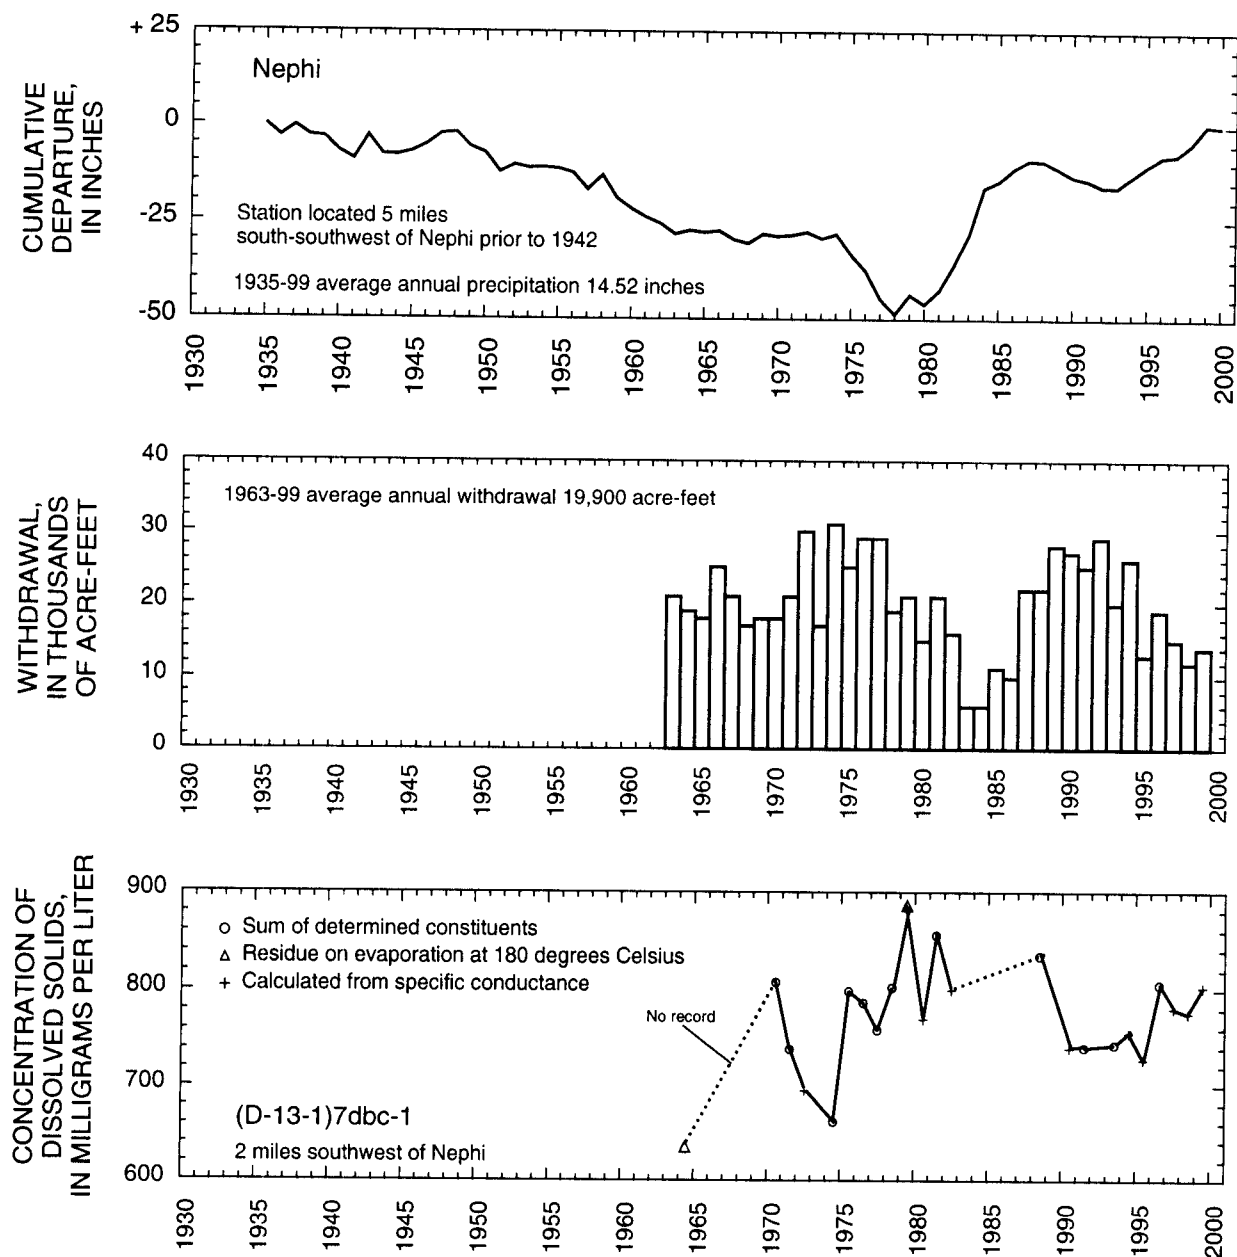 + 25
0
-25
-50
CUMULATIVE
DEPARTURE,
IN INCHES
Nephi
Station located 5 miles
south-southwest of Nephi prior to 1942
1935-99 average annual precipitation 14.52 inches
1930 1935 1940 1945 1950 1955 1960 1965 1970 1975 1980 1985 1990 1995 2000
40
30
20
10
0
WITHDRAWAL,
IN THOUSANDS
OF ACRE-FEET
1963-99 average annual withdrawal 19,900 acre-feet
1930 1935 1940 1945 1950 1955 1960 1965 1970 1975 1980 1985 1990 1995 2000
900
800
700
600
CONCENTRATION OF
DISSOLVED SOLIDS,
IN MILLIGRAMS PER LITER
Sum of determined constituents
Residue on evaporation at 180 degrees Celsius
Calculated from specific conductance
No record
(D-13-1)7dbc-1
2 miles southwest of Nephi
1930 1935 1940 1945 1950 1955 1960 1965 1970 1975 1980 1985 1990 1995 2000